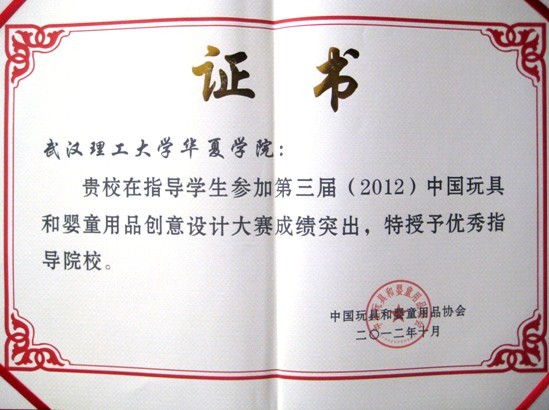 证书
武汉理工大学华夏学院：
贵校在指导学生参加第三届（2012）中国玩具
和婴童用品创意设计大赛成绩突出，特授予优秀指
导院校。
中国玩具和婴童用品协会
二〇一二年十月